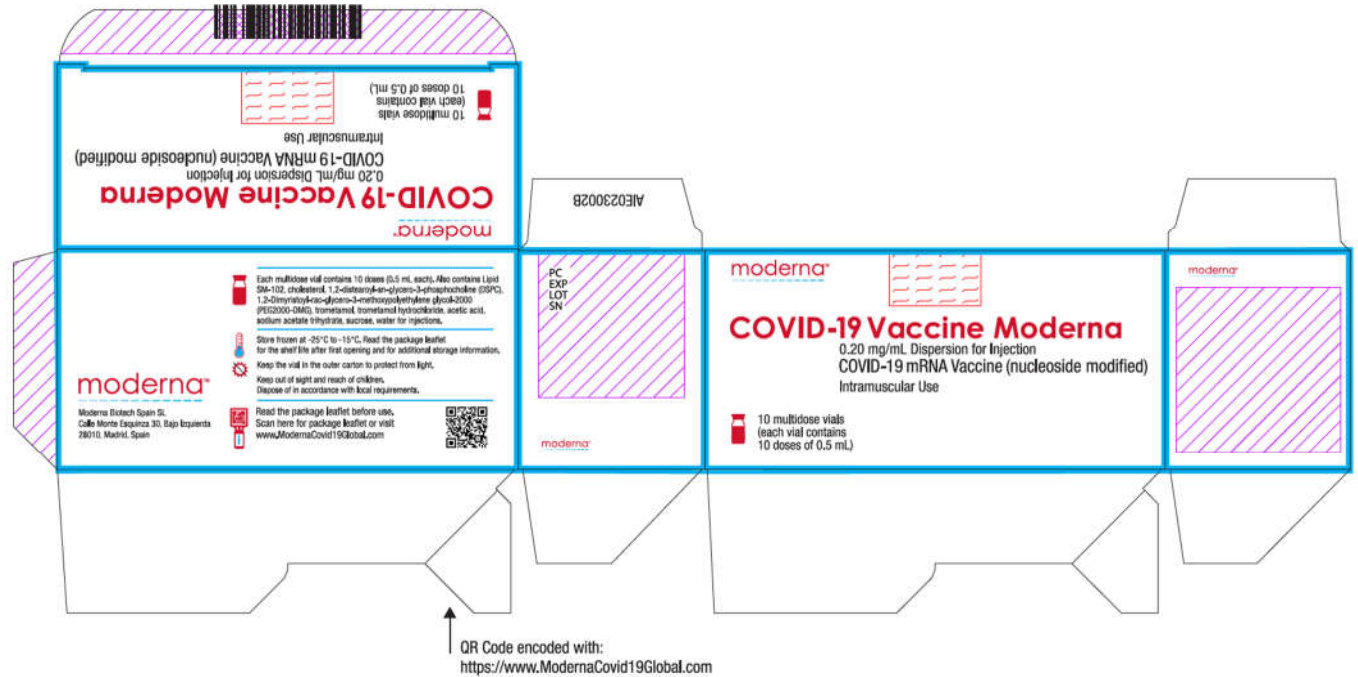 10 multidose vials
(each vial contains
10 doses of 0.5 mL)
Intramuscular Use
COVID-19 mRNA Vaccine (nucleoside modified)
0.20 mg/mL Dispersion for Injection
COVID-19 Vaccine Moderna
moderna
AIE023002B
Each multidose vial contains 10 doses (0.5 mL each). Also contains Lipid
SM-102, cholesterol, 1,2-distearoyl-sn-glycero-3-phosphocholine (DSPC),
1,2-Dimyristoyl-rac-glycero-3-methoxypolyethylene glycol-2000
(PEG2000-DMG), trometamol, trometamol hydrochloride, acetic acid,
sodium acetate trihydrate, sucrose, water for injections.
Store frozen at -25°C to -15°C. Read the package leaflet
for the shelf life after first opening and for additional storage information.
Keep the vial in the outer carton to protect from light.
Keep out of sight and reach of children.
Dispose of in accordance with local requirements.
moderna
Moderna Biotech Spain SL
Calle Monte Esquinza 30, Bajo Izquierda
28010, Madrid, Spain
Read the package leaflet before use.
Scan here for package leaflet or visit
www.ModernaCovid19Global.com
PC
EXP
LOT
SN
moderna
moderna
COVID-19 Vaccine Moderna
0.20 mg/mL Dispersion for Injection
COVID-19 mRNA Vaccine (nucleoside modified)
Intramuscular Use
10 multidose vials
(each vial contains
10 doses of 0.5 mL)
moderna
QR Code encoded with:
https://www.ModernaCovid19Global.com